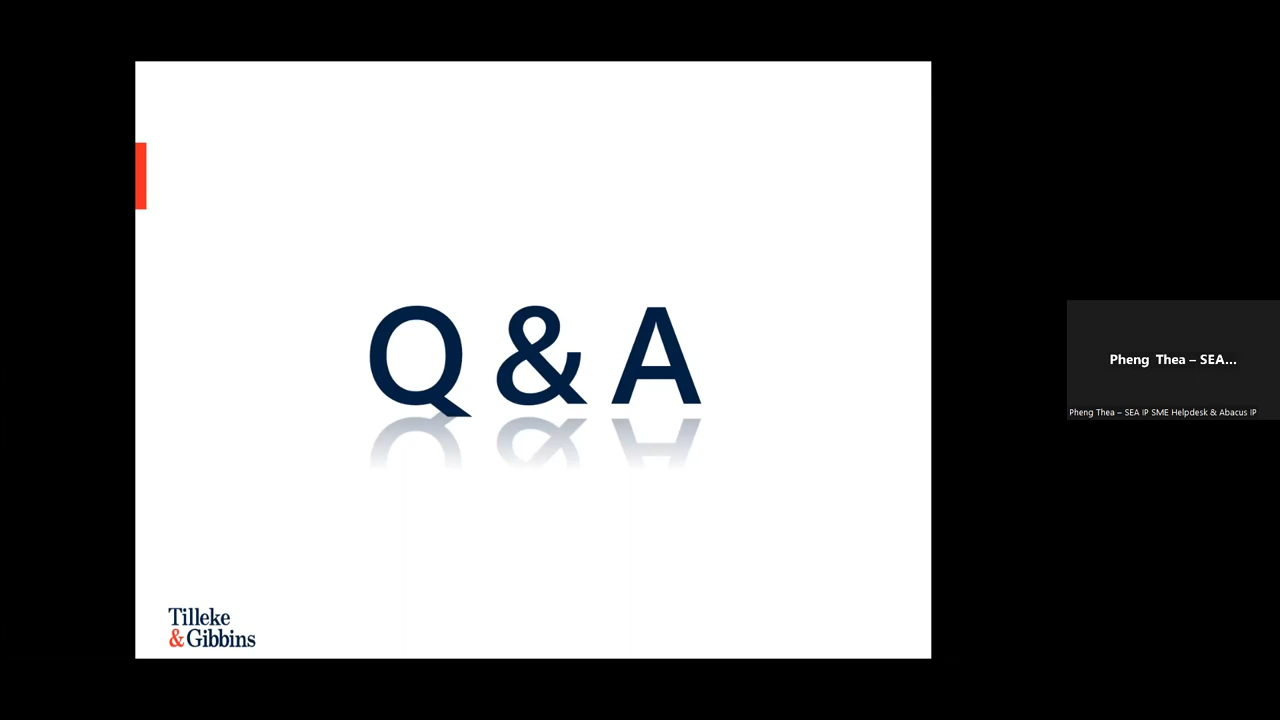 Q & A
Tilleke
& Gibbins
Pheng Thea – SEA...
Pheng Thea – SEA IP SME Helpdesk & Abacus IP